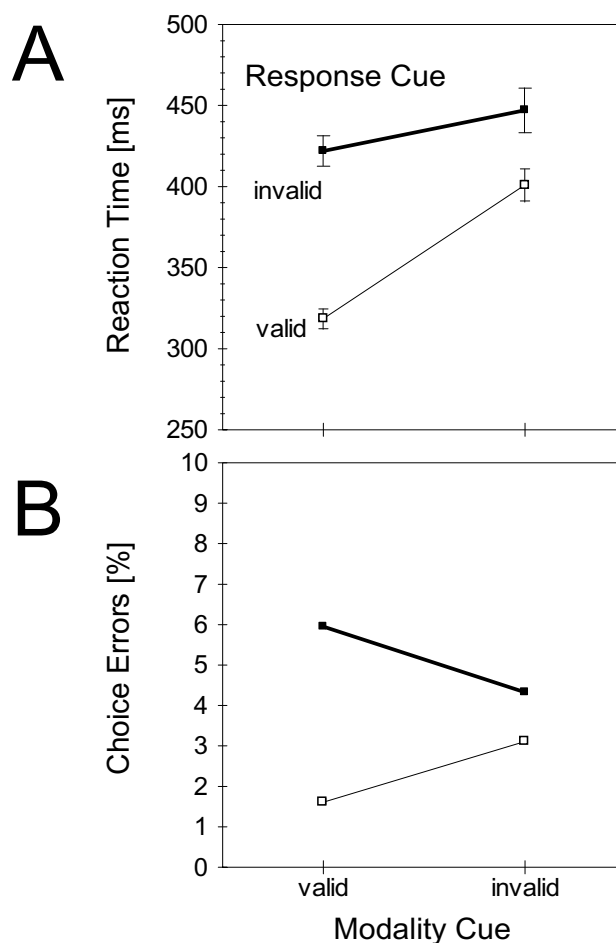 A
500
450
400
350
300
250
Reaction Time [ms]
Response Cue
invalid
valid
B
10
9
8
7
6
5
4
3
2
1
0
Choice Errors [%]
valid
invalid
Modality Cue